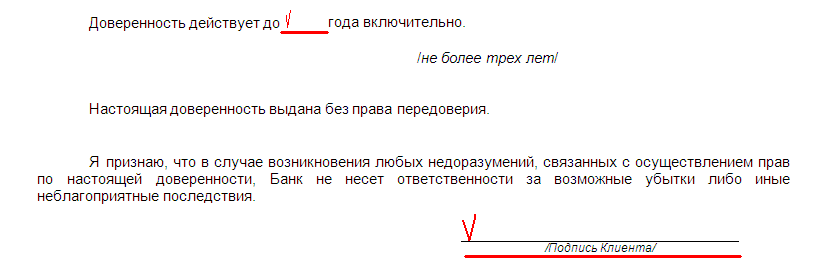 Доверенность действует до года включительно.
/не более трех лет/
Настоящая доверенность выдана без права передоверия.
Я признаю, что в случае возникновения любых недоразумений, связанных с осуществлением прав
по настоящей доверенности, Банк не несет ответственности за возможные убытки либо иные
неблагоприятные последствия.
/Подпись Клиента/